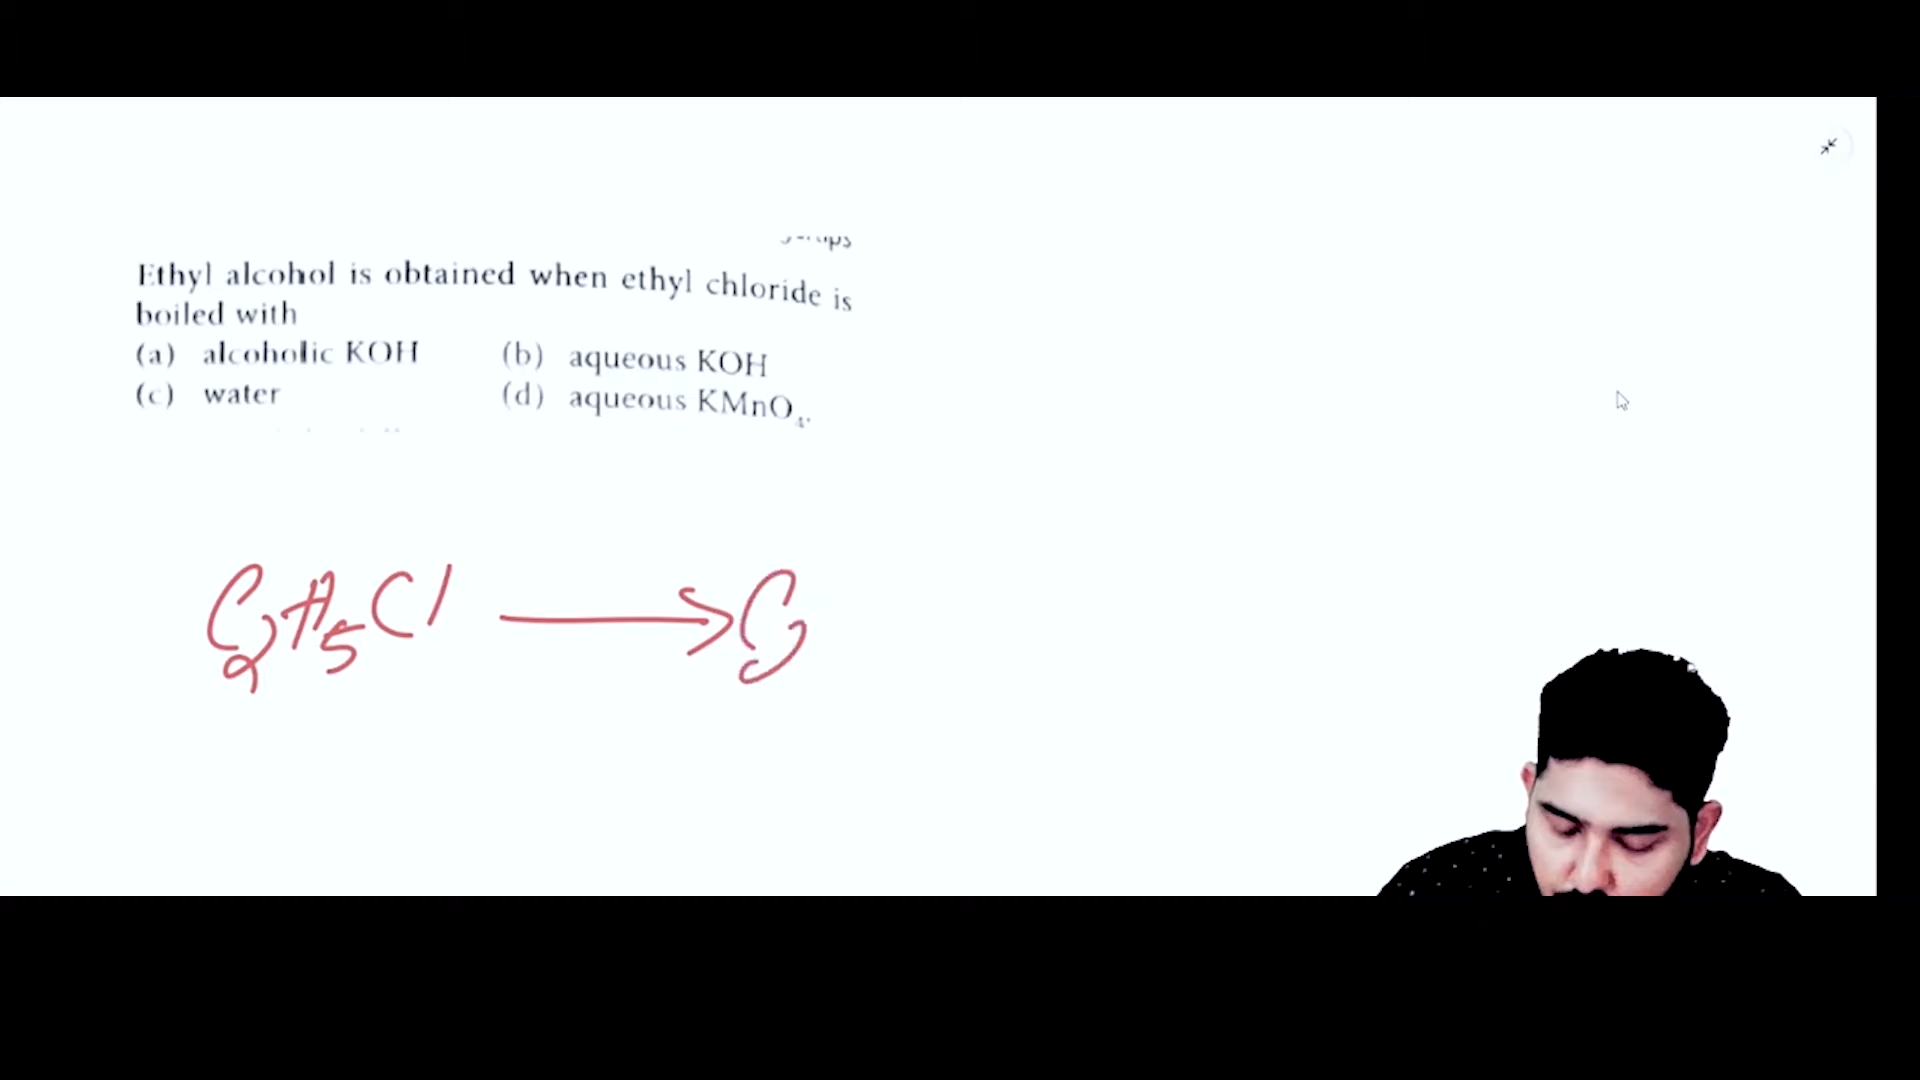 Ethyl alcohol is obtained when ethyl chloride is
boiled with
(a) alcoholic KOH (b) aqueous KOH
(c) water (d) aqueous KMnO₄.
C₂H₅Cl → C